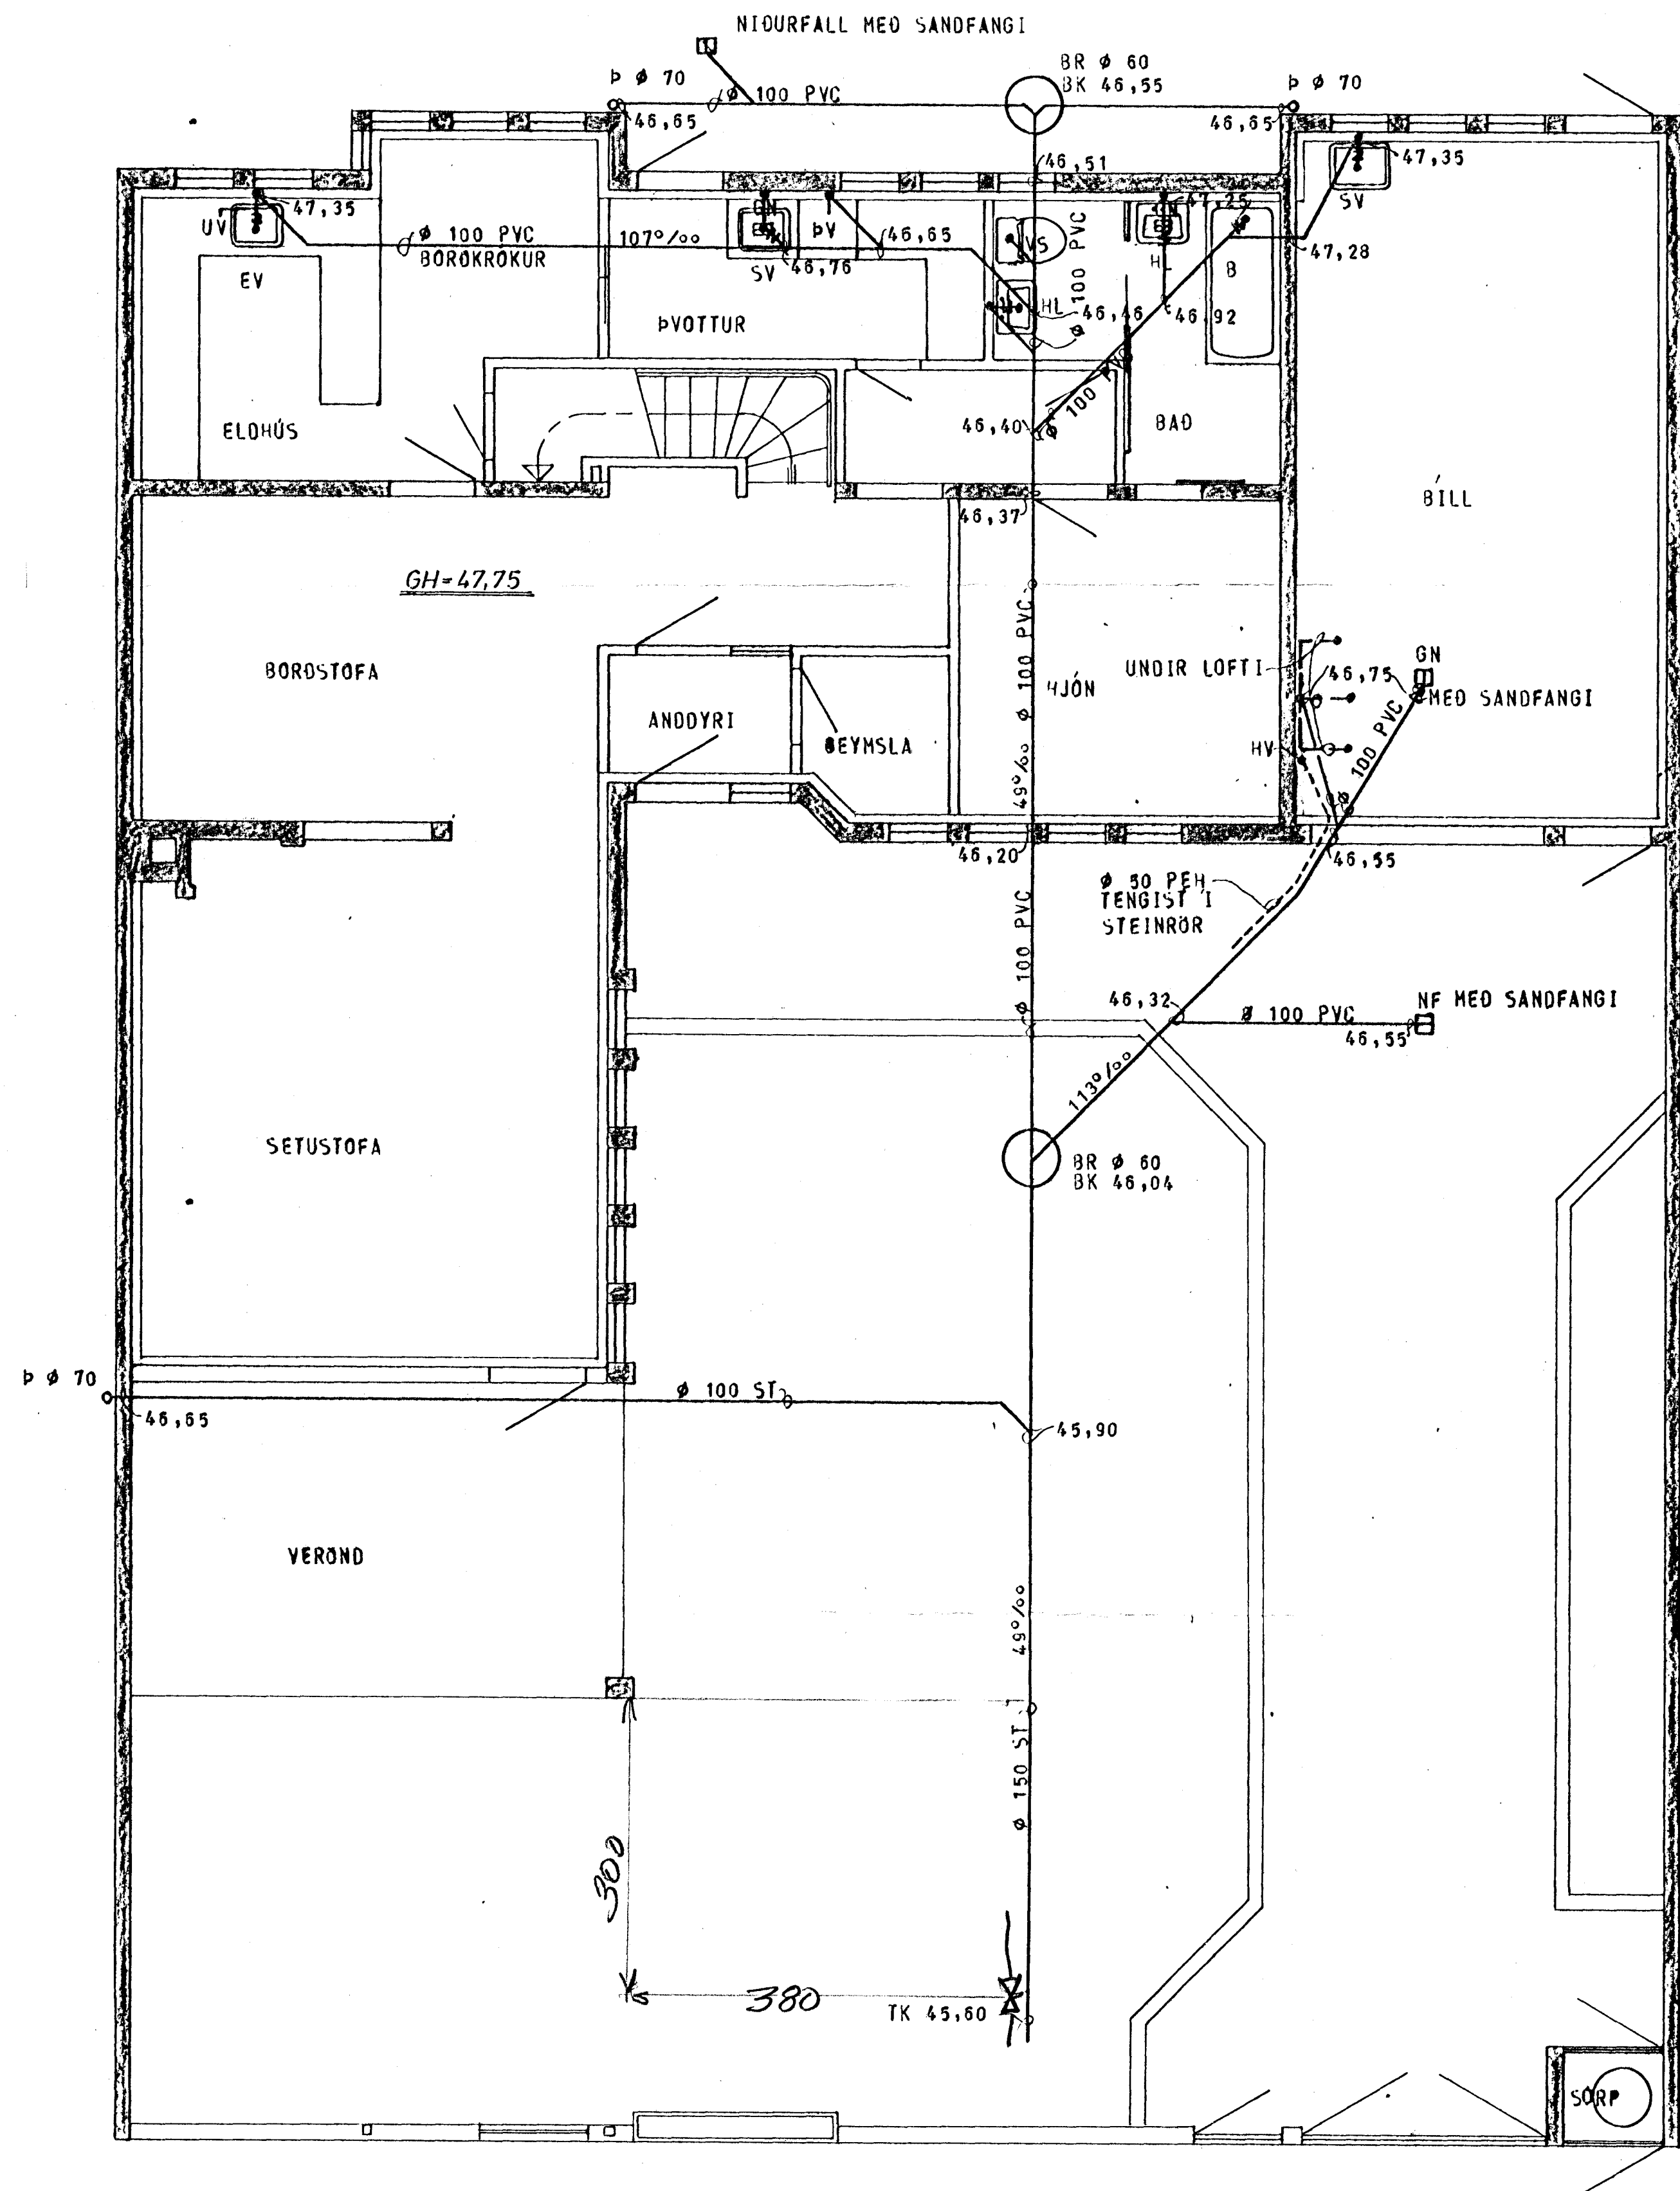 NIÐURFALL MEÐ SANDFANGI
BR Ø 60
BK 46,55
Þ Ø 70
Þ Ø 70
Ø 100 PVC
46,65
46,65
46,51
47,35
47,35
SV
UV
EV
Ø 100 PVC
BORÐKRÓKUR
107°/∞
GN
SV
46,76
ÞV
46,65
VS
HL
Ø 100 PVC
46,46
47,25
HL
46,92
B
47,28
ÞVOTTUR
ELDHÚS
46,40
Ø 100 PVC
BAÐ
46,37
BÍLL
GH=47,75
BORÐSTOFA
ANDDYRI
GEYMSLA
HJÓN
49°/∞ Ø 100 PVC
UNDIR LOFTI
46,75
GN
MEÐ SANDFANGI
HV
Ø 100 PVC
46,20
46,55
Ø 50 PEH
TENGIST Í
STEINRÖR
Ø 100 PVC
46,32
NF MEÐ SANDFANGI
Ø 100 PVC
46,55
113°/∞
SETUSTOFA
BR Ø 60
BK 46,04
Þ Ø 70
46,65
Ø 100 ST
45,90
VERÖND
49°/∞
Ø 150 ST
300
380
TK 45,60
SORP